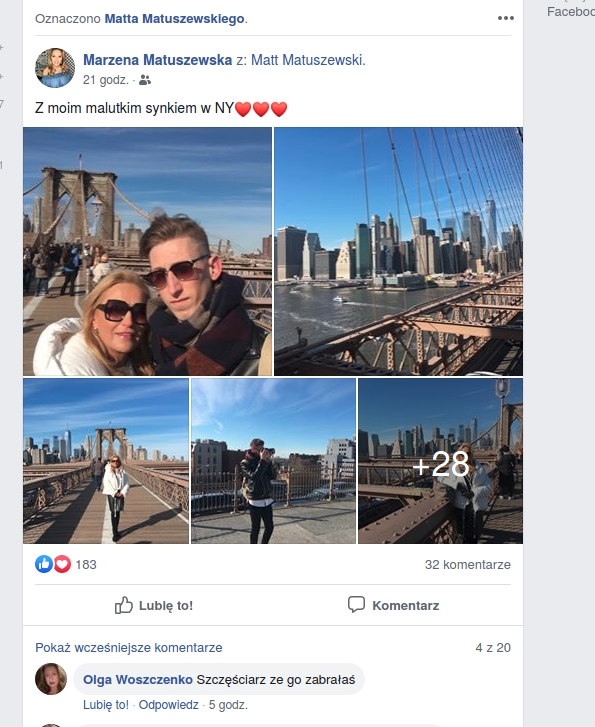 Oznaczono Matta Matuszewskiego.
Facebo
Marzena Matuszewska z: Matt Matuszewski.
21 godz. ·
Z moim malutkim synkiem w NY❤️❤️❤️
+28
183
32 komentarze
Lubię to!
Komentarz
Pokaż wcześniejsze komentarze
4 z 20
Olga Woszczenko Szczęściarz ze go zabrałaś
Lubię to! · Odpowiedz · 5 godz.